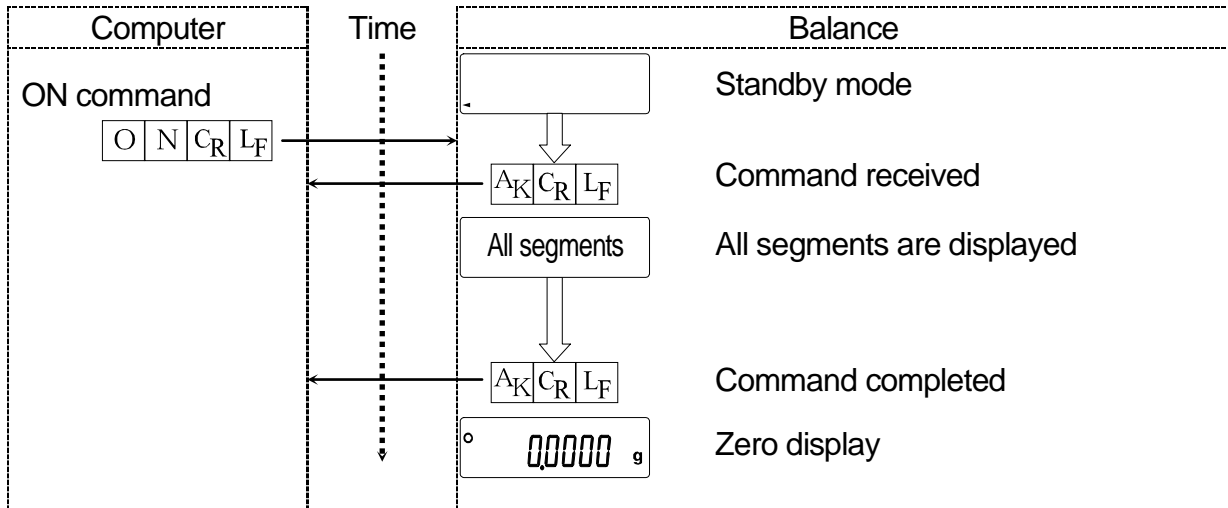 Computer Time Balance
Standby mode
ON command
O N CR LF
AK CR LF Command received
All segments All segments are displayed
AK CR LF Command completed
0.0000 g Zero display